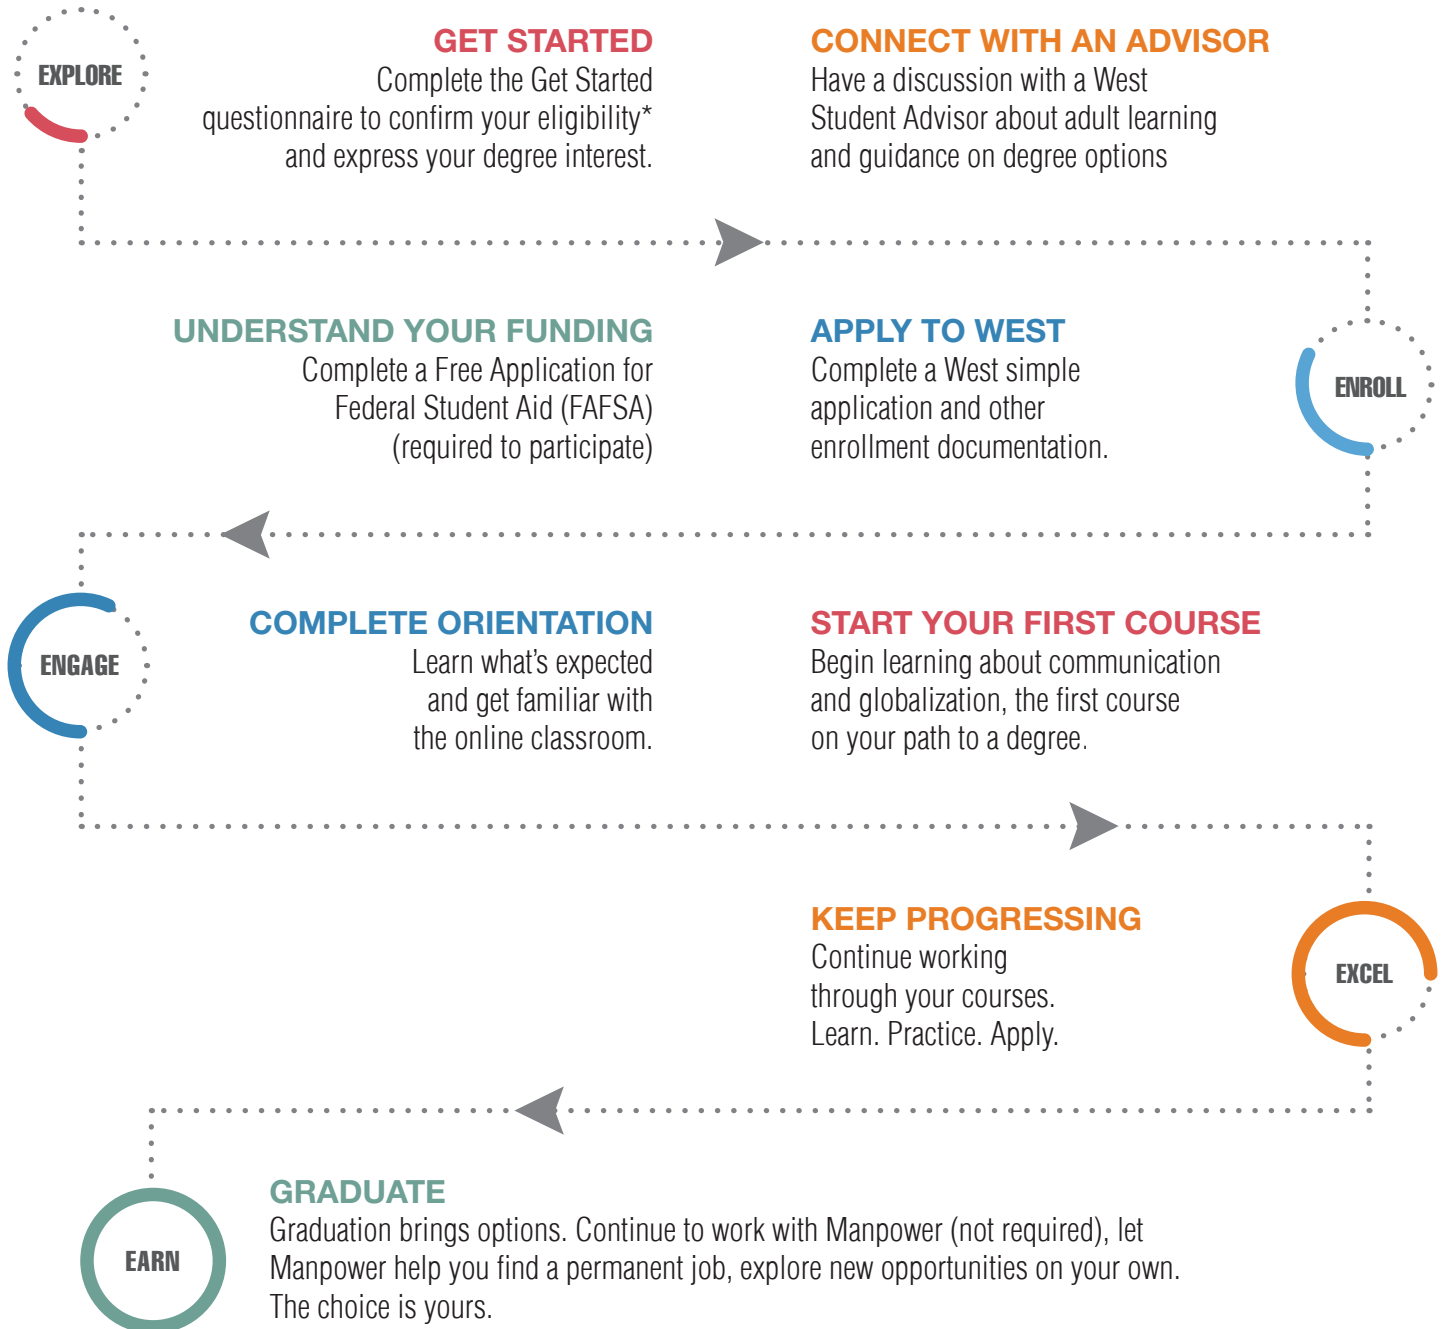 EXPLORE
GET STARTED
Complete the Get Started
questionnaire to confirm your eligibility*
and express your degree interest.
CONNECT WITH AN ADVISOR
Have a discussion with a West
Student Advisor about adult learning
and guidance on degree options
ENROLL
APPLY TO WEST
Complete a West simple
application and other
enrollment documentation.
UNDERSTAND YOUR FUNDING
Complete a Free Application for
Federal Student Aid (FAFSA)
(required to participate)
ENGAGE
COMPLETE ORIENTATION
Learn what’s expected
and get familiar with
the online classroom.
START YOUR FIRST COURSE
Begin learning about communication
and globalization, the first course
on your path to a degree.
EXCEL
KEEP PROGRESSING
Continue working
through your courses.
Learn. Practice. Apply.
EARN
GRADUATE
Graduation brings options. Continue to work with Manpower (not required), let
Manpower help you find a permanent job, explore new opportunities on your own.
The choice is yours.